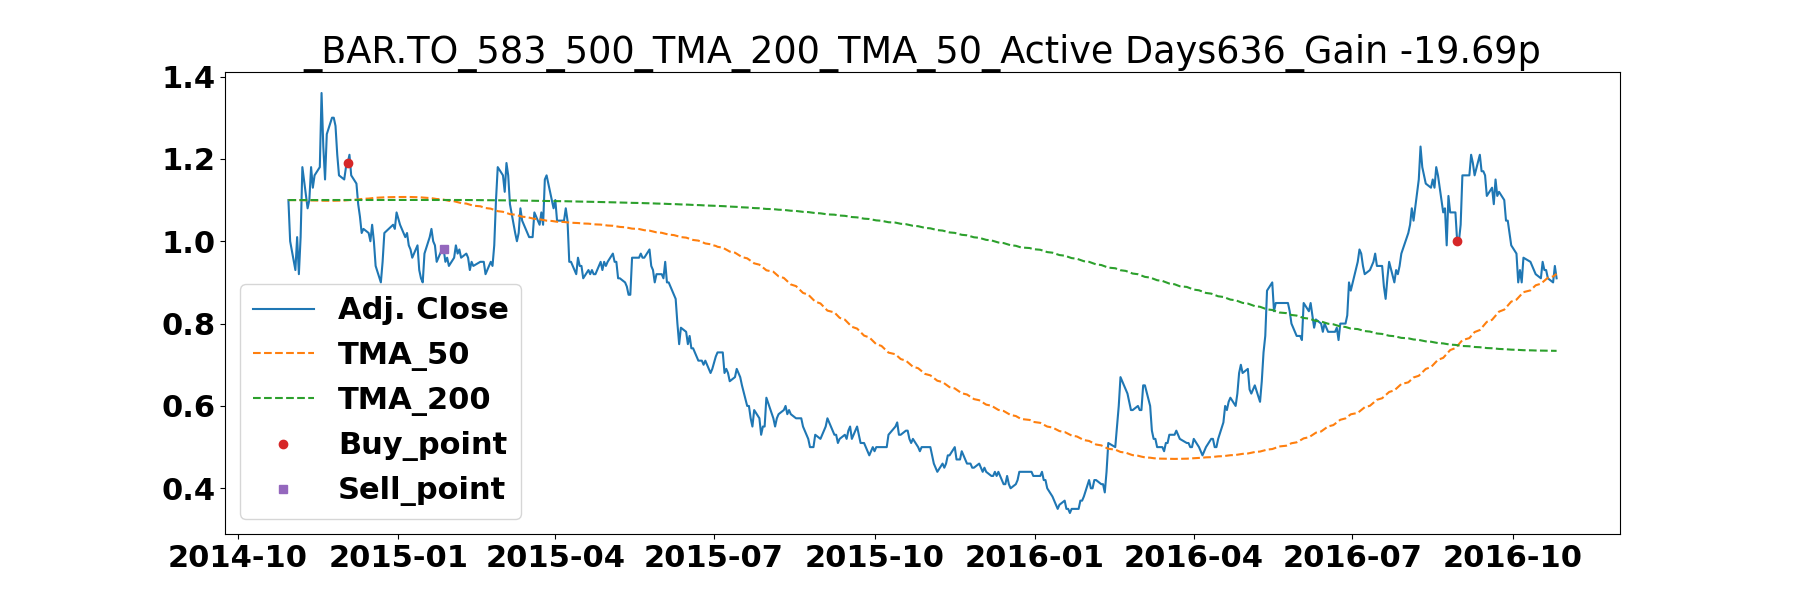 _BAR.TO_583_500_TMA_200_TMA_50_Active Days636_Gain -19.69p
1.4
1.2
1.0
0.8
0.6
0.4
Adj. Close
TMA_50
TMA_200
Buy_point
Sell_point
2014-10 2015-01 2015-04 2015-07 2015-10 2016-01 2016-04 2016-07 2016-10